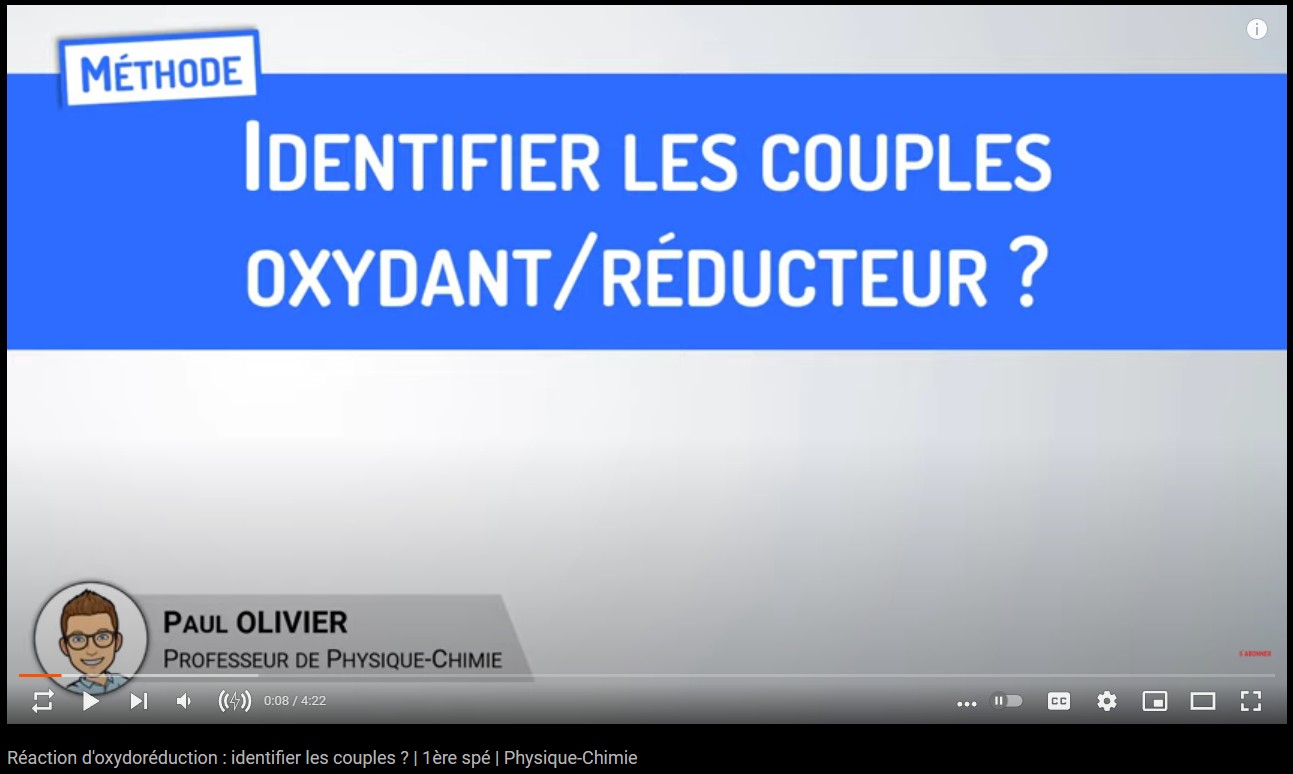 MÉTHODE
IDENTIFIER LES COUPLES
OXYDANT/RÉDUCTEUR ?
PAUL OLIVIER
PROFESSEUR DE PHYSIQUE-CHIMIE
S'ABONNER
0:08 / 4:22
CC
Réaction d'oxydoréduction : identifier les couples ? | 1ère spé | Physique-Chimie